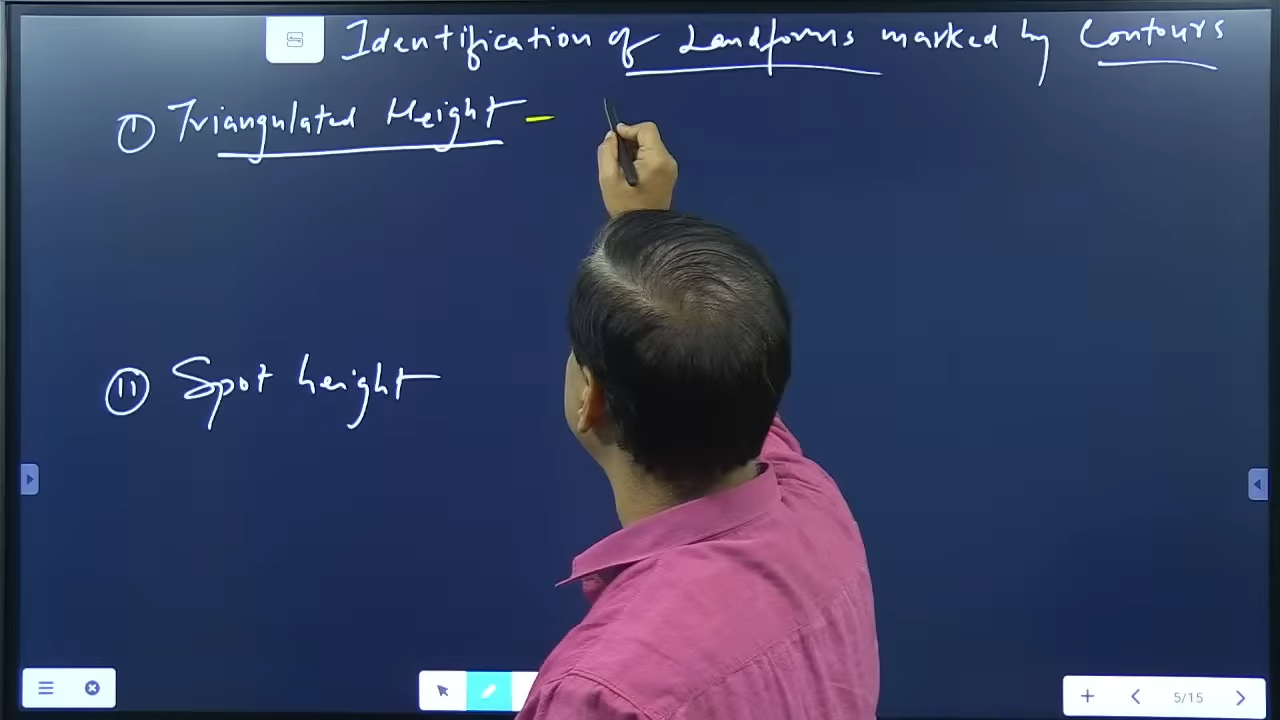 Identification of Landforms marked by Contours
① Triangulated Height -
⑪ Spot height
5/15